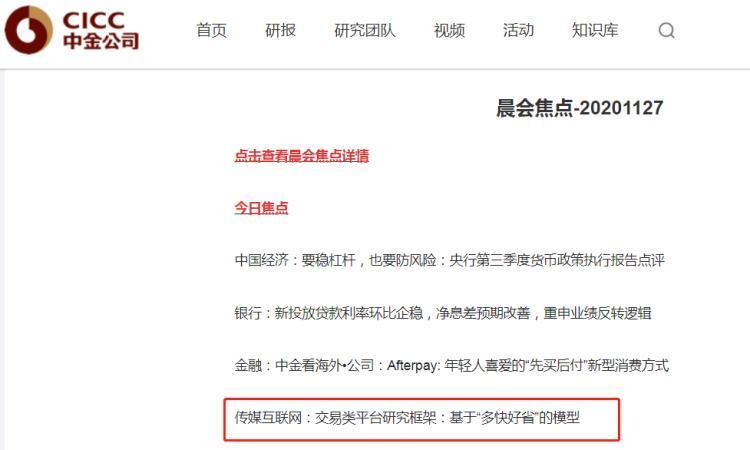 CICC
中金公司
首页 研报 研究团队 视频 活动 知识库
晨会焦点-20201127
点击查看晨会焦点详情
今日焦点
中国经济：要稳杠杆，也要防风险：央行第三季度货币政策执行报告点评
银行：新投放贷款利率环比企稳，净息差预期改善，重申业绩反转逻辑
金融：中金看海外•公司：Afterpay: 年轻人喜爱的“先买后付”新型消费方式
传媒互联网：交易类平台研究框架：基于“多快好省”的模型